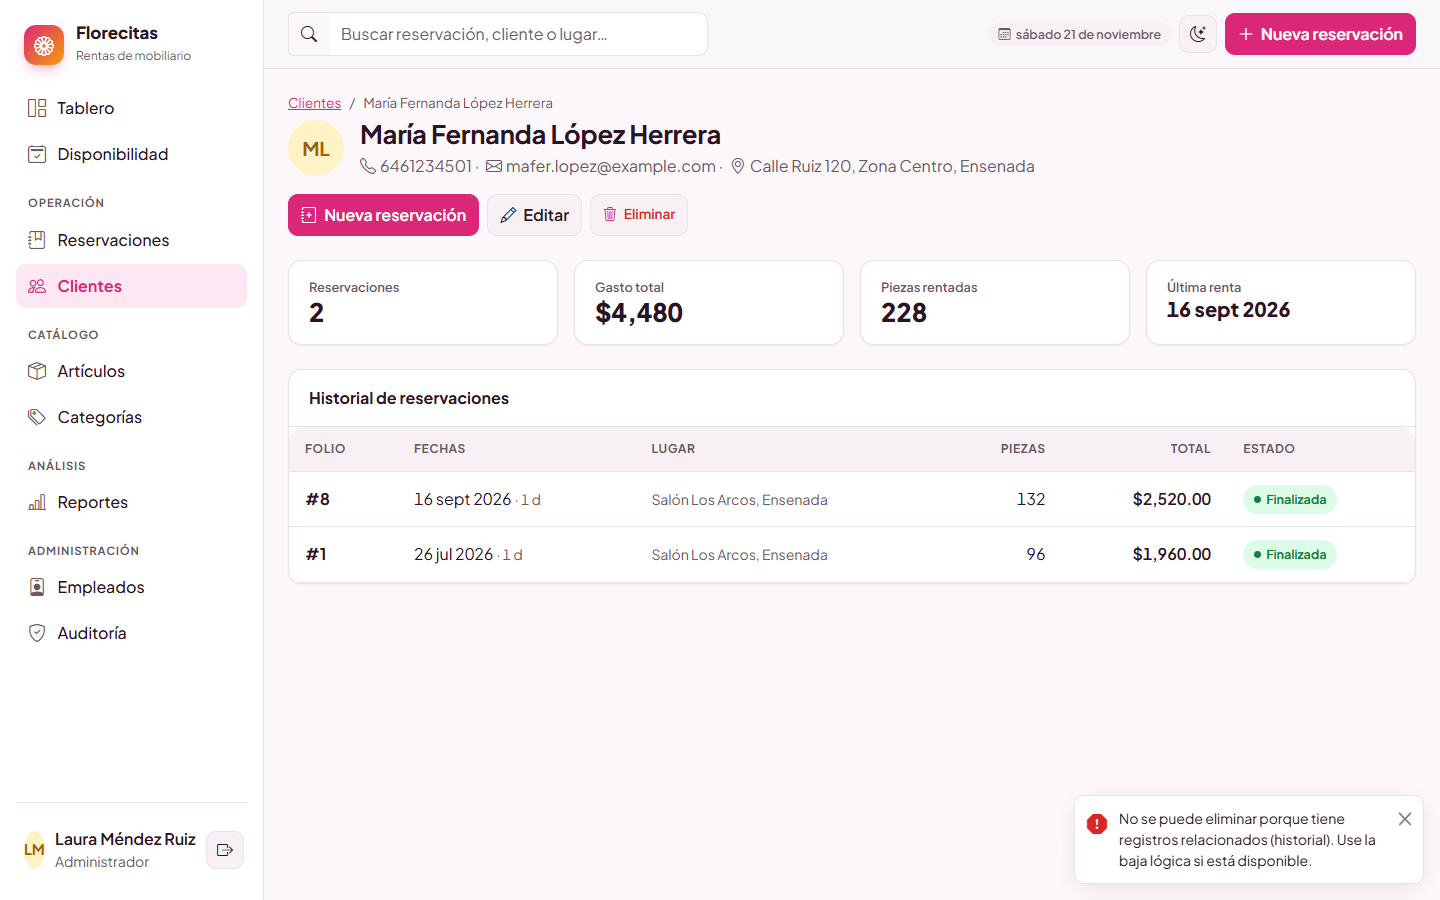 Florecitas
Rentas de mobiliario
Tablero
Disponibilidad
OPERACIÓN
Reservaciones
Clientes
CATÁLOGO
Artículos
Categorías
ANÁLISIS
Reportes
ADMINISTRACIÓN
Empleados
Auditoría
LM
Laura Méndez Ruiz
Administrador
Buscar reservación, cliente o lugar...
sábado 21 de noviembre
Nueva reservación
Clientes / María Fernanda López Herrera
ML
María Fernanda López Herrera
6461234501 · mafer.lopez@example.com · Calle Ruiz 120, Zona Centro, Ensenada
Nueva reservación
Editar
Eliminar
Reservaciones
2
Gasto total
$4,480
Piezas rentadas
228
Última renta
16 sept 2026
Historial de reservaciones
FOLIO FECHAS LUGAR PIEZAS TOTAL ESTADO
#8 16 sept 2026 · 1 d Salón Los Arcos, Ensenada 132 $2,520.00 Finalizada
#1 26 jul 2026 · 1 d Salón Los Arcos, Ensenada 96 $1,960.00 Finalizada
No se puede eliminar porque tiene
registros relacionados (historial). Use la
baja lógica si está disponible.